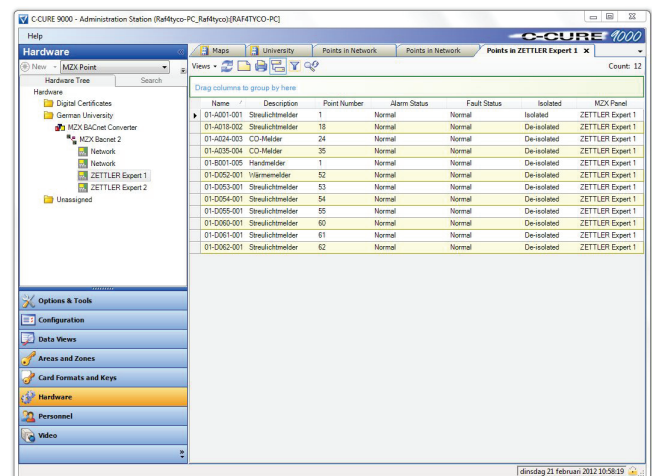 C-CURE 9000 - Administration Station (Raf4tyco-PC_Raf4tyco):{RAF4TYCO-PC}
Help
C-CURE 9000
Hardware
New MZX Point
Hardware Tree Search
Hardware
Digital Certificates
German University
MZX BACnet Converter
MZX Bacnet 2
Network
Network
ZETTLER Expert 1
ZETTLER Expert 2
Unassigned
Options & Tools
Configuration
Data Views
Areas and Zones
Card Formats and Keys
Hardware
Personnel
Video
Maps University Points in Network Points in Network Points in ZETTLER Expert 1 X
Views Count: 12
Drag columns to group by here
Name Description Point Number Alarm Status Fault Status Isolated MZX Panel
01-A001-001 Streulichtmelder 1 Normal Normal Isolated ZETTLER Expert 1
01-A018-002 Streulichtmelder 18 Normal Normal De-isolated ZETTLER Expert 1
01-A024-003 CO-Melder 24 Normal Normal De-isolated ZETTLER Expert 1
01-A035-004 CO-Melder 35 Normal Normal De-isolated ZETTLER Expert 1
01-B001-005 Handmelder 1 Normal Normal De-isolated ZETTLER Expert 1
01-D052-001 Wärmemelder 52 Normal Normal De-isolated ZETTLER Expert 1
01-D053-001 Streulichtmelder 53 Normal Normal De-isolated ZETTLER Expert 1
01-D054-001 Streulichtmelder 54 Normal Normal De-isolated ZETTLER Expert 1
01-D055-001 Streulichtmelder 55 Normal Normal De-isolated ZETTLER Expert 1
01-D060-001 Streulichtmelder 60 Normal Normal De-isolated ZETTLER Expert 1
01-D061-001 Streulichtmelder 61 Normal Normal De-isolated ZETTLER Expert 1
01-D062-001 Streulichtmelder 62 Normal Normal De-isolated ZETTLER Expert 1
dinsdag 21 februari 2012 10:58:19